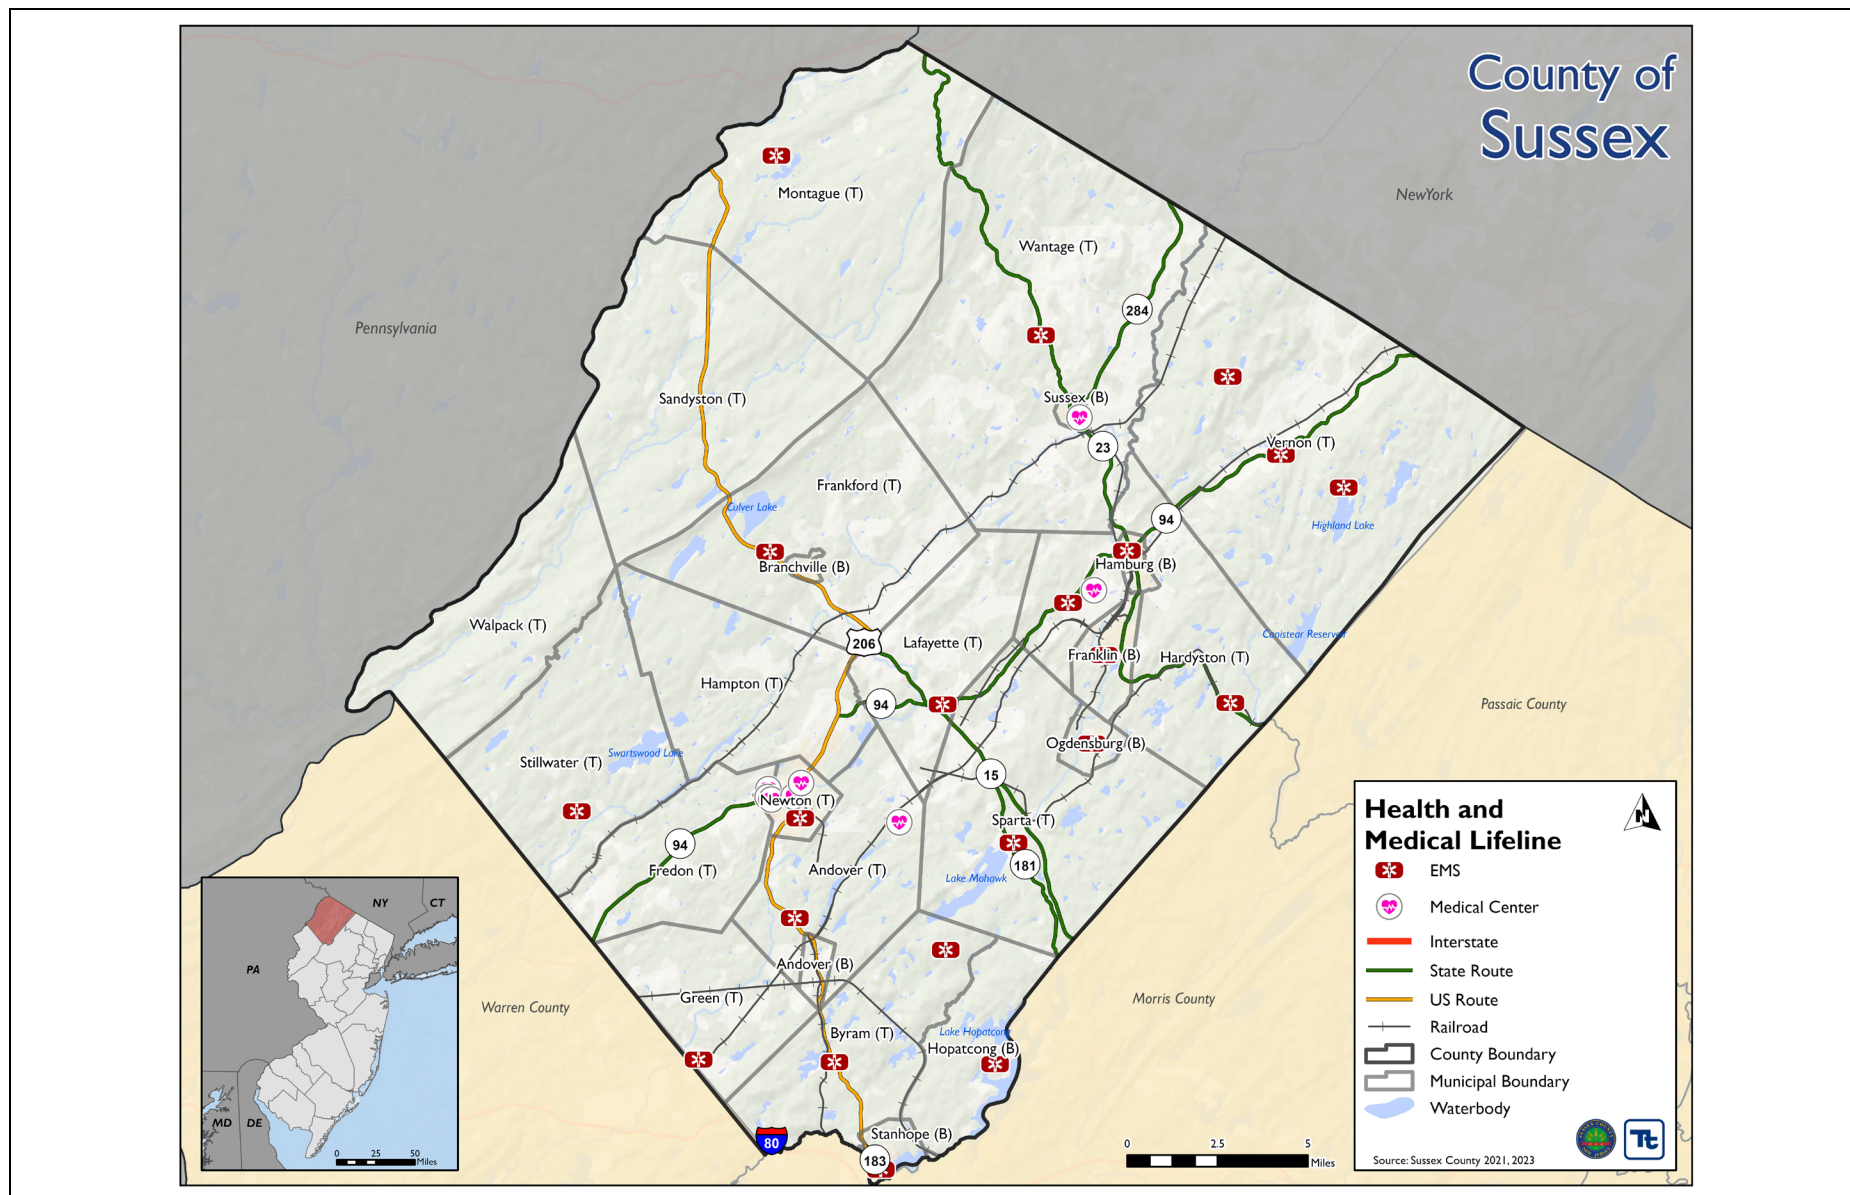 County of
Sussex
NewYork
Montague (T)
Wantage (T)
284
Pennsylvania
Sandyston (T)
Sussex (B)
23
Vernon (T)
Frankford (T)
Culver Lake
94
Highland Lake
Branchville (B)
Hamburg (B)
Walpack (T)
Canistear Reservoir
206
Lafayette (T)
Franklin (B)
Hardyston (T)
Hampton (T)
94
Passaic County
Ogdensburg (B)
Swartswood Lake
Stillwater (T)
15
Newton (T)
Sparta (T)
94
181
Fredon (T)
Andover (T)
Lake Mohawk
Andover (B)
Green (T)
Warren County
Morris County
Byram (T)
Lake Hopatcong
Hopatcong (B)
Stanhope (B)
80
183
0 2.5 5
Miles
NY
CT
PA
MD
DE
0 25 50
Miles
Health and
Medical Lifeline
N
EMS
Medical Center
Interstate
State Route
US Route
Railroad
County Boundary
Municipal Boundary
Waterbody
Tt
Source: Sussex County 2021, 2023